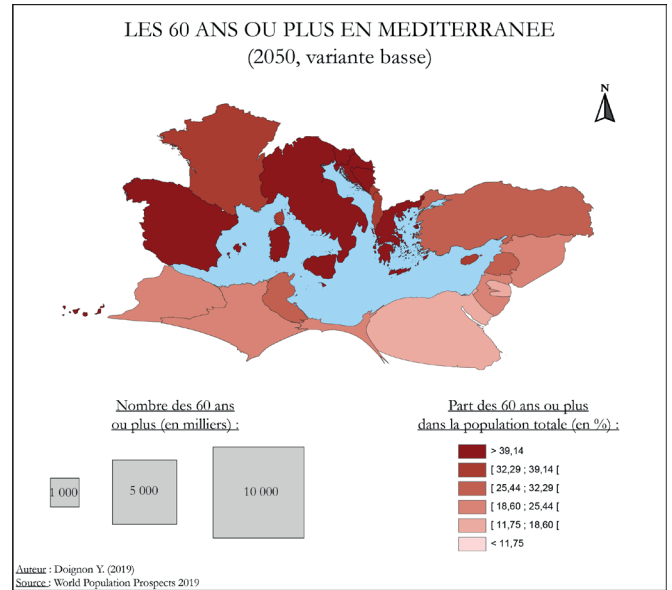 LES 60 ANS OU PLUS EN MEDITERRANEE
(2050, variante basse)
N
Nombre des 60 ans
ou plus (en milliers) :
1 000
5 000
10 000
Part des 60 ans ou plus
dans la population totale (en %) :
> 39,14
[ 32,29 ; 39,14 [
[ 25,44 ; 32,29 [
[ 18,60 ; 25,44 [
[ 11,75 ; 18,60 [
< 11,75
Auteur : Doignon Y. (2019)
Source : World Population Prospects 2019